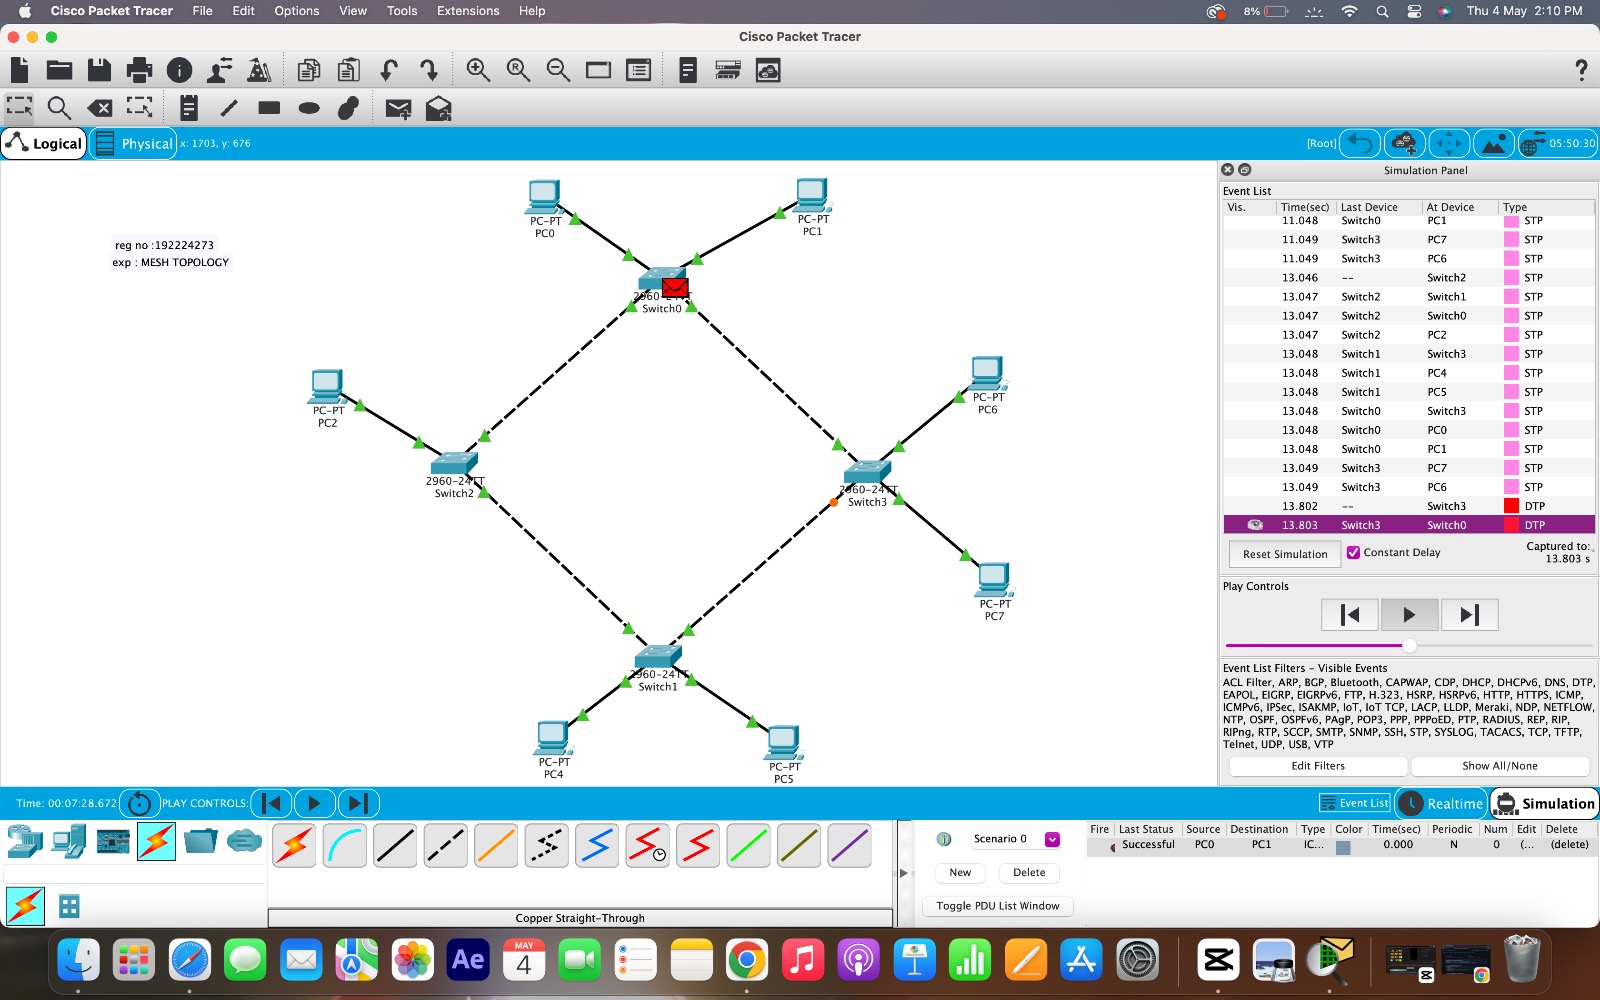 Cisco Packet Tracer File Edit Options View Tools Extensions Help 8% Thu 4 May 2:10 PM
Cisco Packet Tracer
Logical Physical x: 1703, y: 676 [Root] 05:50:30
reg no :192224273
exp : MESH TOPOLOGY
PC-PT
PC0
PC-PT
PC1
2960-24TT
Switch0
PC-PT
PC2
2960-24TT
Switch2
PC-PT
PC6
2960-24TT
Switch3
PC-PT
PC7
2960-24TT
Switch1
PC-PT
PC4
PC-PT
PC5
Simulation Panel
Event List
Vis. Time(sec) Last Device At Device Type
11.048 Switch0 PC1 STP
11.049 Switch3 PC7 STP
11.049 Switch3 PC6 STP
13.046 -- Switch2 STP
13.047 Switch2 Switch1 STP
13.047 Switch2 Switch0 STP
13.047 Switch2 PC2 STP
13.048 Switch1 Switch3 STP
13.048 Switch1 PC4 STP
13.048 Switch1 PC5 STP
13.048 Switch0 Switch3 STP
13.048 Switch0 PC0 STP
13.048 Switch0 PC1 STP
13.049 Switch3 PC7 STP
13.049 Switch3 PC6 STP
13.802 -- Switch3 DTP
13.803 Switch3 Switch0 DTP
Reset Simulation Constant Delay Captured to:
13.803 s
Play Controls
Event List Filters - Visible Events
ACL Filter, ARP, BGP, Bluetooth, CAPWAP, CDP, DHCP, DHCPv6, DNS, DTP,
EAPOL, EIGRP, EIGRPv6, FTP, H.323, HSRP, HSRPv6, HTTP, HTTPS, ICMP,
ICMPv6, IPSec, ISAKMP, IoT, IoT TCP, LACP, LLDP, Meraki, NDP, NETFLOW,
NTP, OSPF, OSPFv6, PAgP, POP3, PPP, PPPoED, PTP, RADIUS, REP, RIP,
RIPng, RTP, SCCP, SMTP, SNMP, SSH, STP, SYSLOG, TACACS, TCP, TFTP,
Telnet, UDP, USB, VTP
Edit Filters Show All/None
Time: 00:07:28.672 PLAY CONTROLS: Event List Realtime Simulation
Scenario 0
New Delete
Toggle PDU List Window
Fire Last Status Source Destination Type Color Time(sec) Periodic Num Edit Delete
Successful PC0 PC1 IC... 0.000 N 0 (... (delete)
Copper Straight-Through
Ae
MAY
4